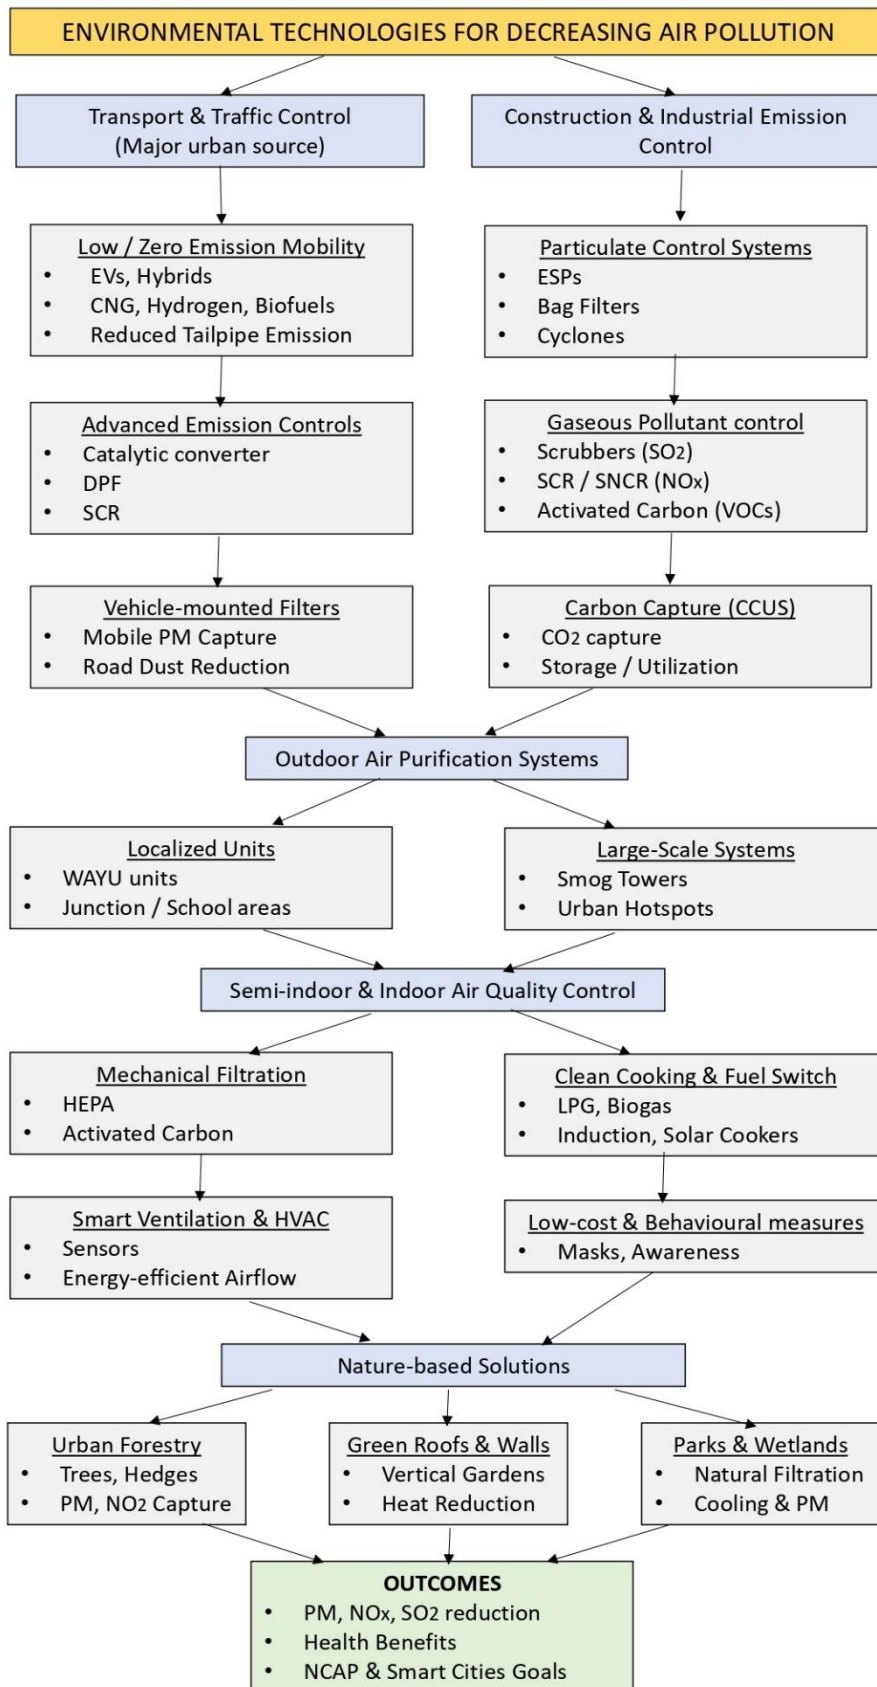 ENVIRONMENTAL TECHNOLOGIES FOR DECREASING AIR POLLUTION
Transport & Traffic Control
(Major urban source)
Construction & Industrial Emission
Control
Low / Zero Emission Mobility
• EVs, Hybrids
• CNG, Hydrogen, Biofuels
• Reduced Tailpipe Emission
Particulate Control Systems
• ESPs
• Bag Filters
• Cyclones
Advanced Emission Controls
• Catalytic converter
• DPF
• SCR
Gaseous Pollutant control
• Scrubbers (SO2)
• SCR / SNCR (NOx)
• Activated Carbon (VOCs)
Vehicle-mounted Filters
• Mobile PM Capture
• Road Dust Reduction
Carbon Capture (CCUS)
• CO2 capture
• Storage / Utilization
Outdoor Air Purification Systems
Localized Units
• WAYU units
• Junction / School areas
Large-Scale Systems
• Smog Towers
• Urban Hotspots
Semi-indoor & Indoor Air Quality Control
Mechanical Filtration
• HEPA
• Activated Carbon
Clean Cooking & Fuel Switch
• LPG, Biogas
• Induction, Solar Cookers
Smart Ventilation & HVAC
• Sensors
• Energy-efficient Airflow
Low-cost & Behavioural measures
• Masks, Awareness
Nature-based Solutions
Urban Forestry
• Trees, Hedges
• PM, NO2 Capture
Green Roofs & Walls
• Vertical Gardens
• Heat Reduction
Parks & Wetlands
• Natural Filtration
• Cooling & PM
OUTCOMES
• PM, NOx, SO2 reduction
• Health Benefits
• NCAP & Smart Cities Goals